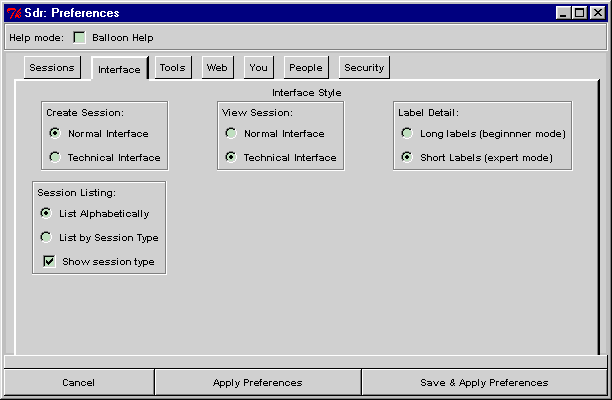 Sdr: Preferences
Help mode: Balloon Help
Sessions Interface Tools Web You People Security
Interface Style
Create Session:
Normal Interface
Technical Interface
View Session:
Normal Interface
Technical Interface
Label Detail:
Long labels (beginnner mode)
Short Labels (expert mode)
Session Listing:
List Alphabetically
List by Session Type
Show session type
Cancel Apply Preferences Save & Apply Preferences